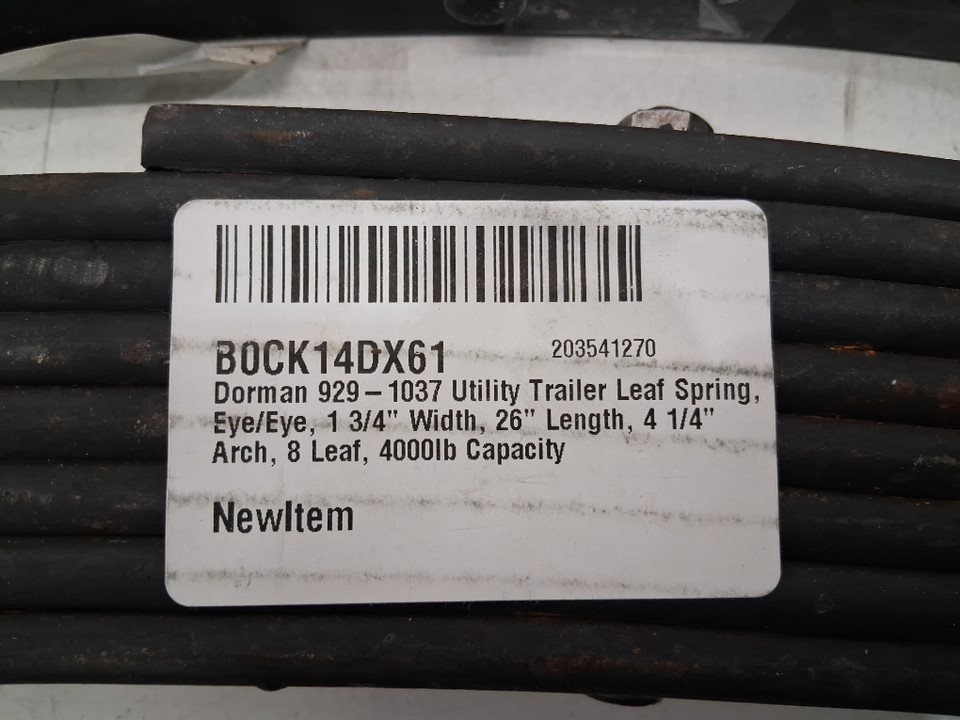 B0CK14DX61 203541270
Dorman 929-1037 Utility Trailer Leaf Spring,
Eye/Eye, 1 3/4" Width, 26" Length, 4 1/4"
Arch, 8 Leaf, 4000lb Capacity
NewItem